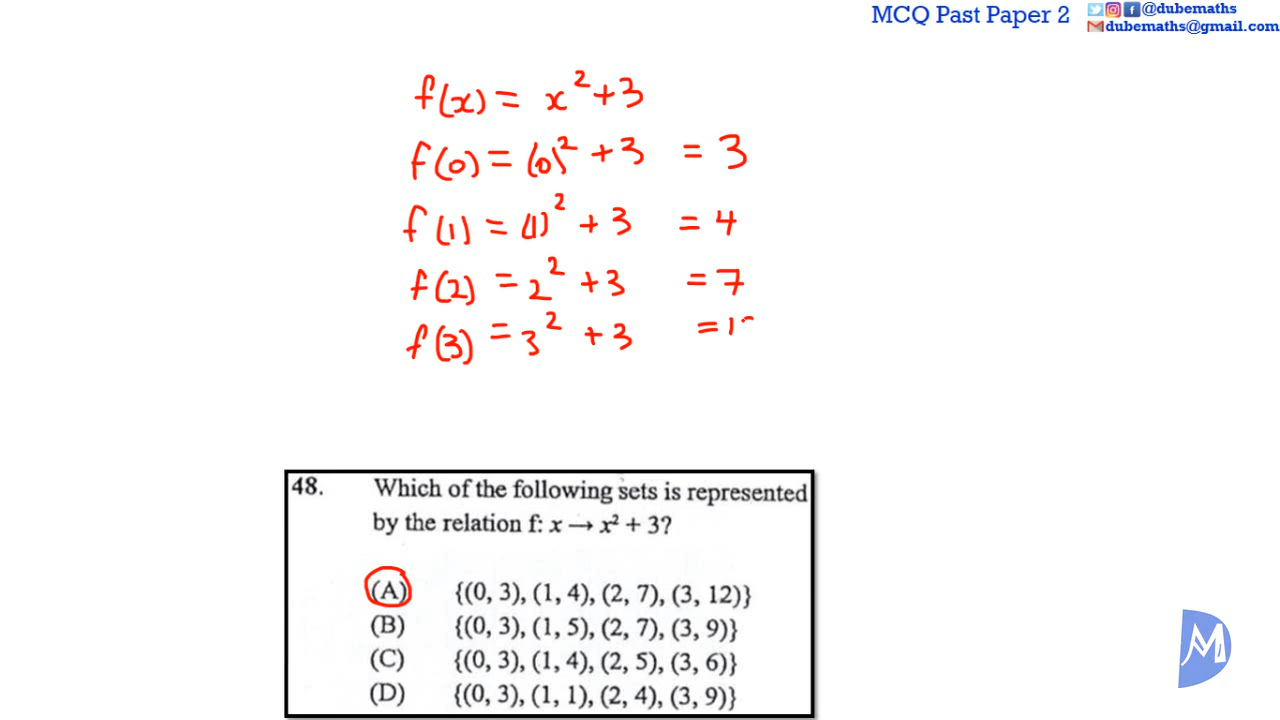 MCQ Past Paper 2
@dubemaths
dubemaths@gmail.com
f(x) = x² + 3
f(0) = (0)² + 3 = 3
f(1) = (1)² + 3 = 4
f(2) = 2² + 3 = 7
f(3) = 3² + 3 = 1
48. Which of the following sets is represented
by the relation f: x → x² + 3?
(A) {(0, 3), (1, 4), (2, 7), (3, 12)}
(B) {(0, 3), (1, 5), (2, 7), (3, 9)}
(C) {(0, 3), (1, 4), (2, 5), (3, 6)}
(D) {(0, 3), (1, 1), (2, 4), (3, 9)}
M